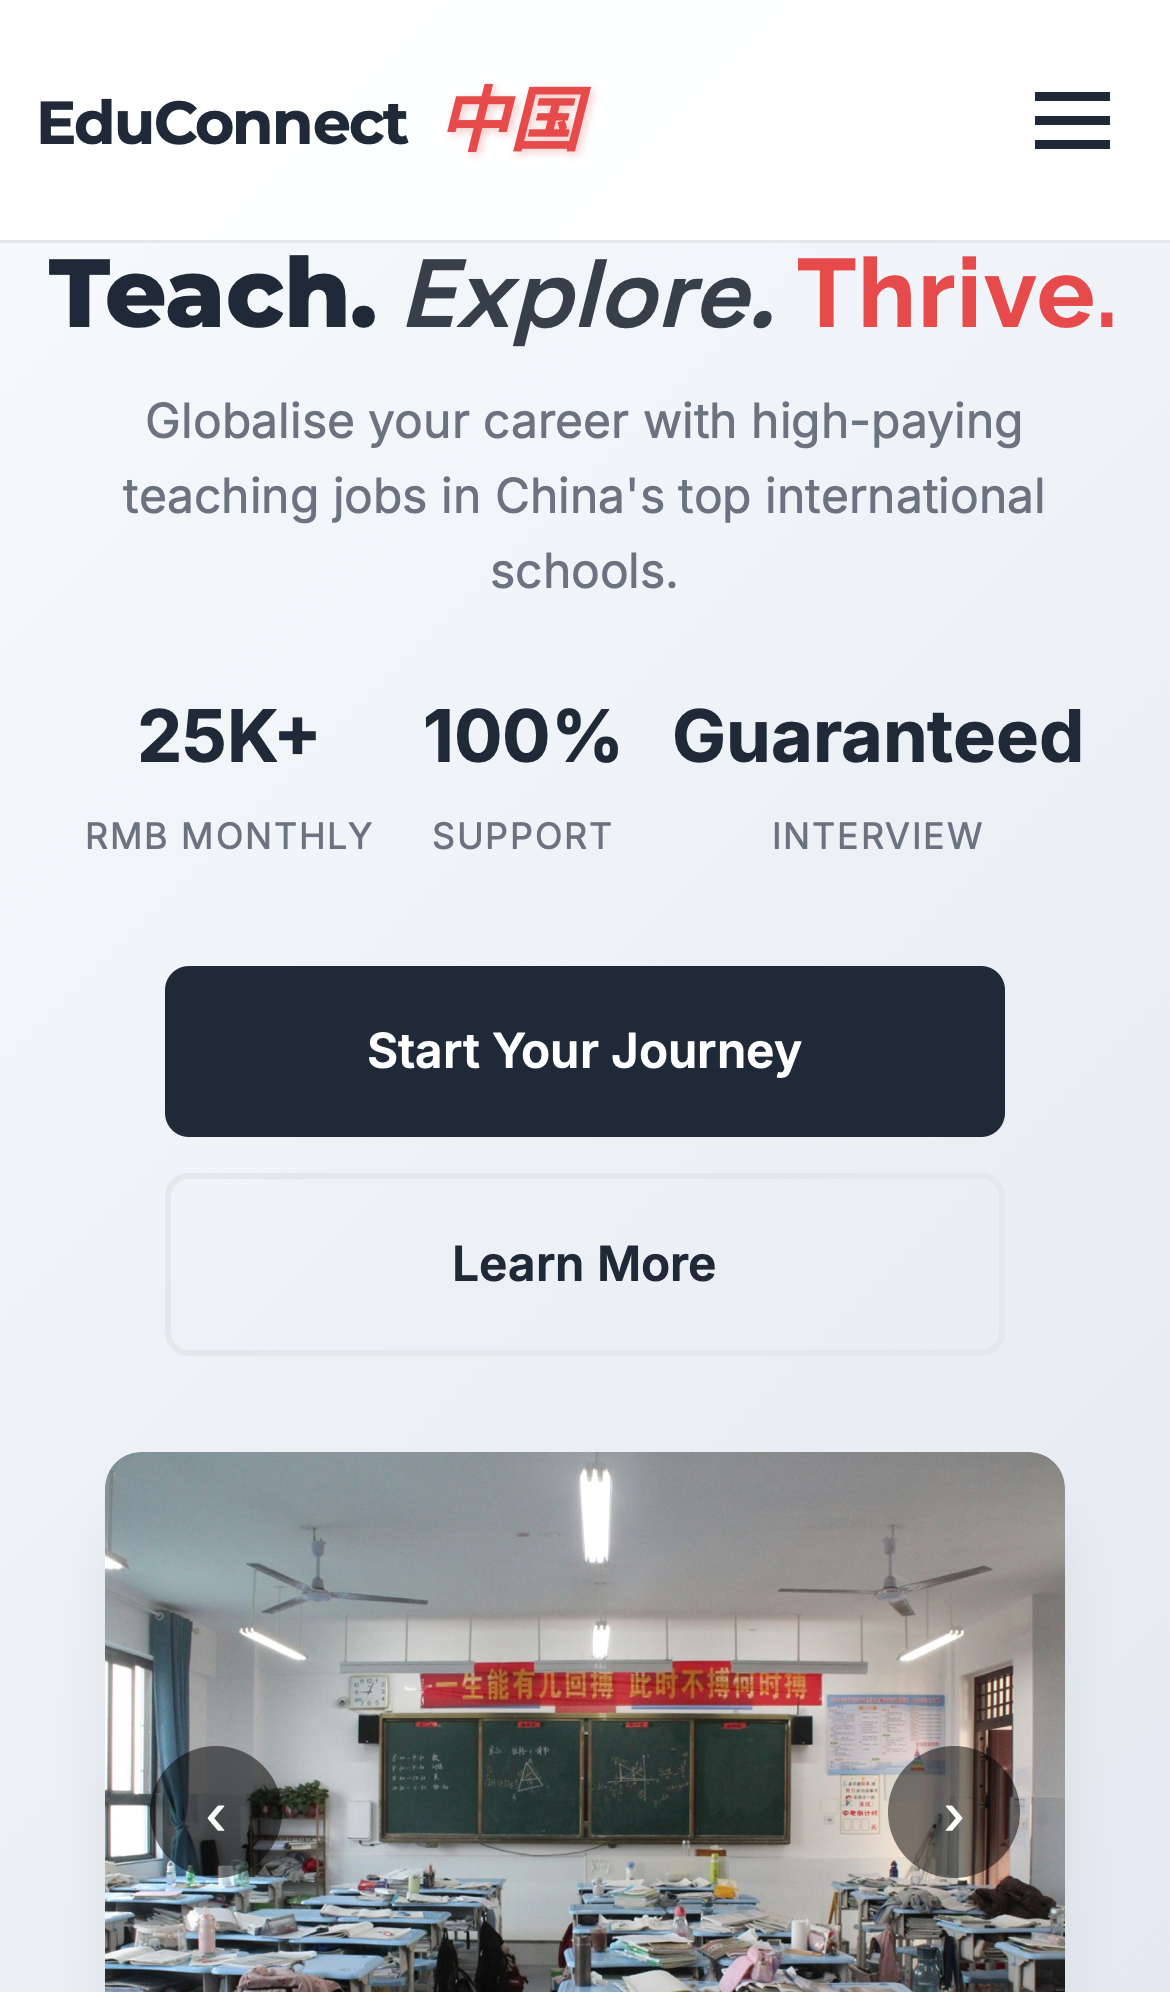 EduConnect 中国
Teach. Explore. Thrive.
Globalise your career with high-paying
teaching jobs in China's top international
schools.
25K+ 100% Guaranteed
RMB MONTHLY SUPPORT INTERVIEW
Start Your Journey
Learn More
一生能有几回搏 此时不搏何时搏
‹ ›